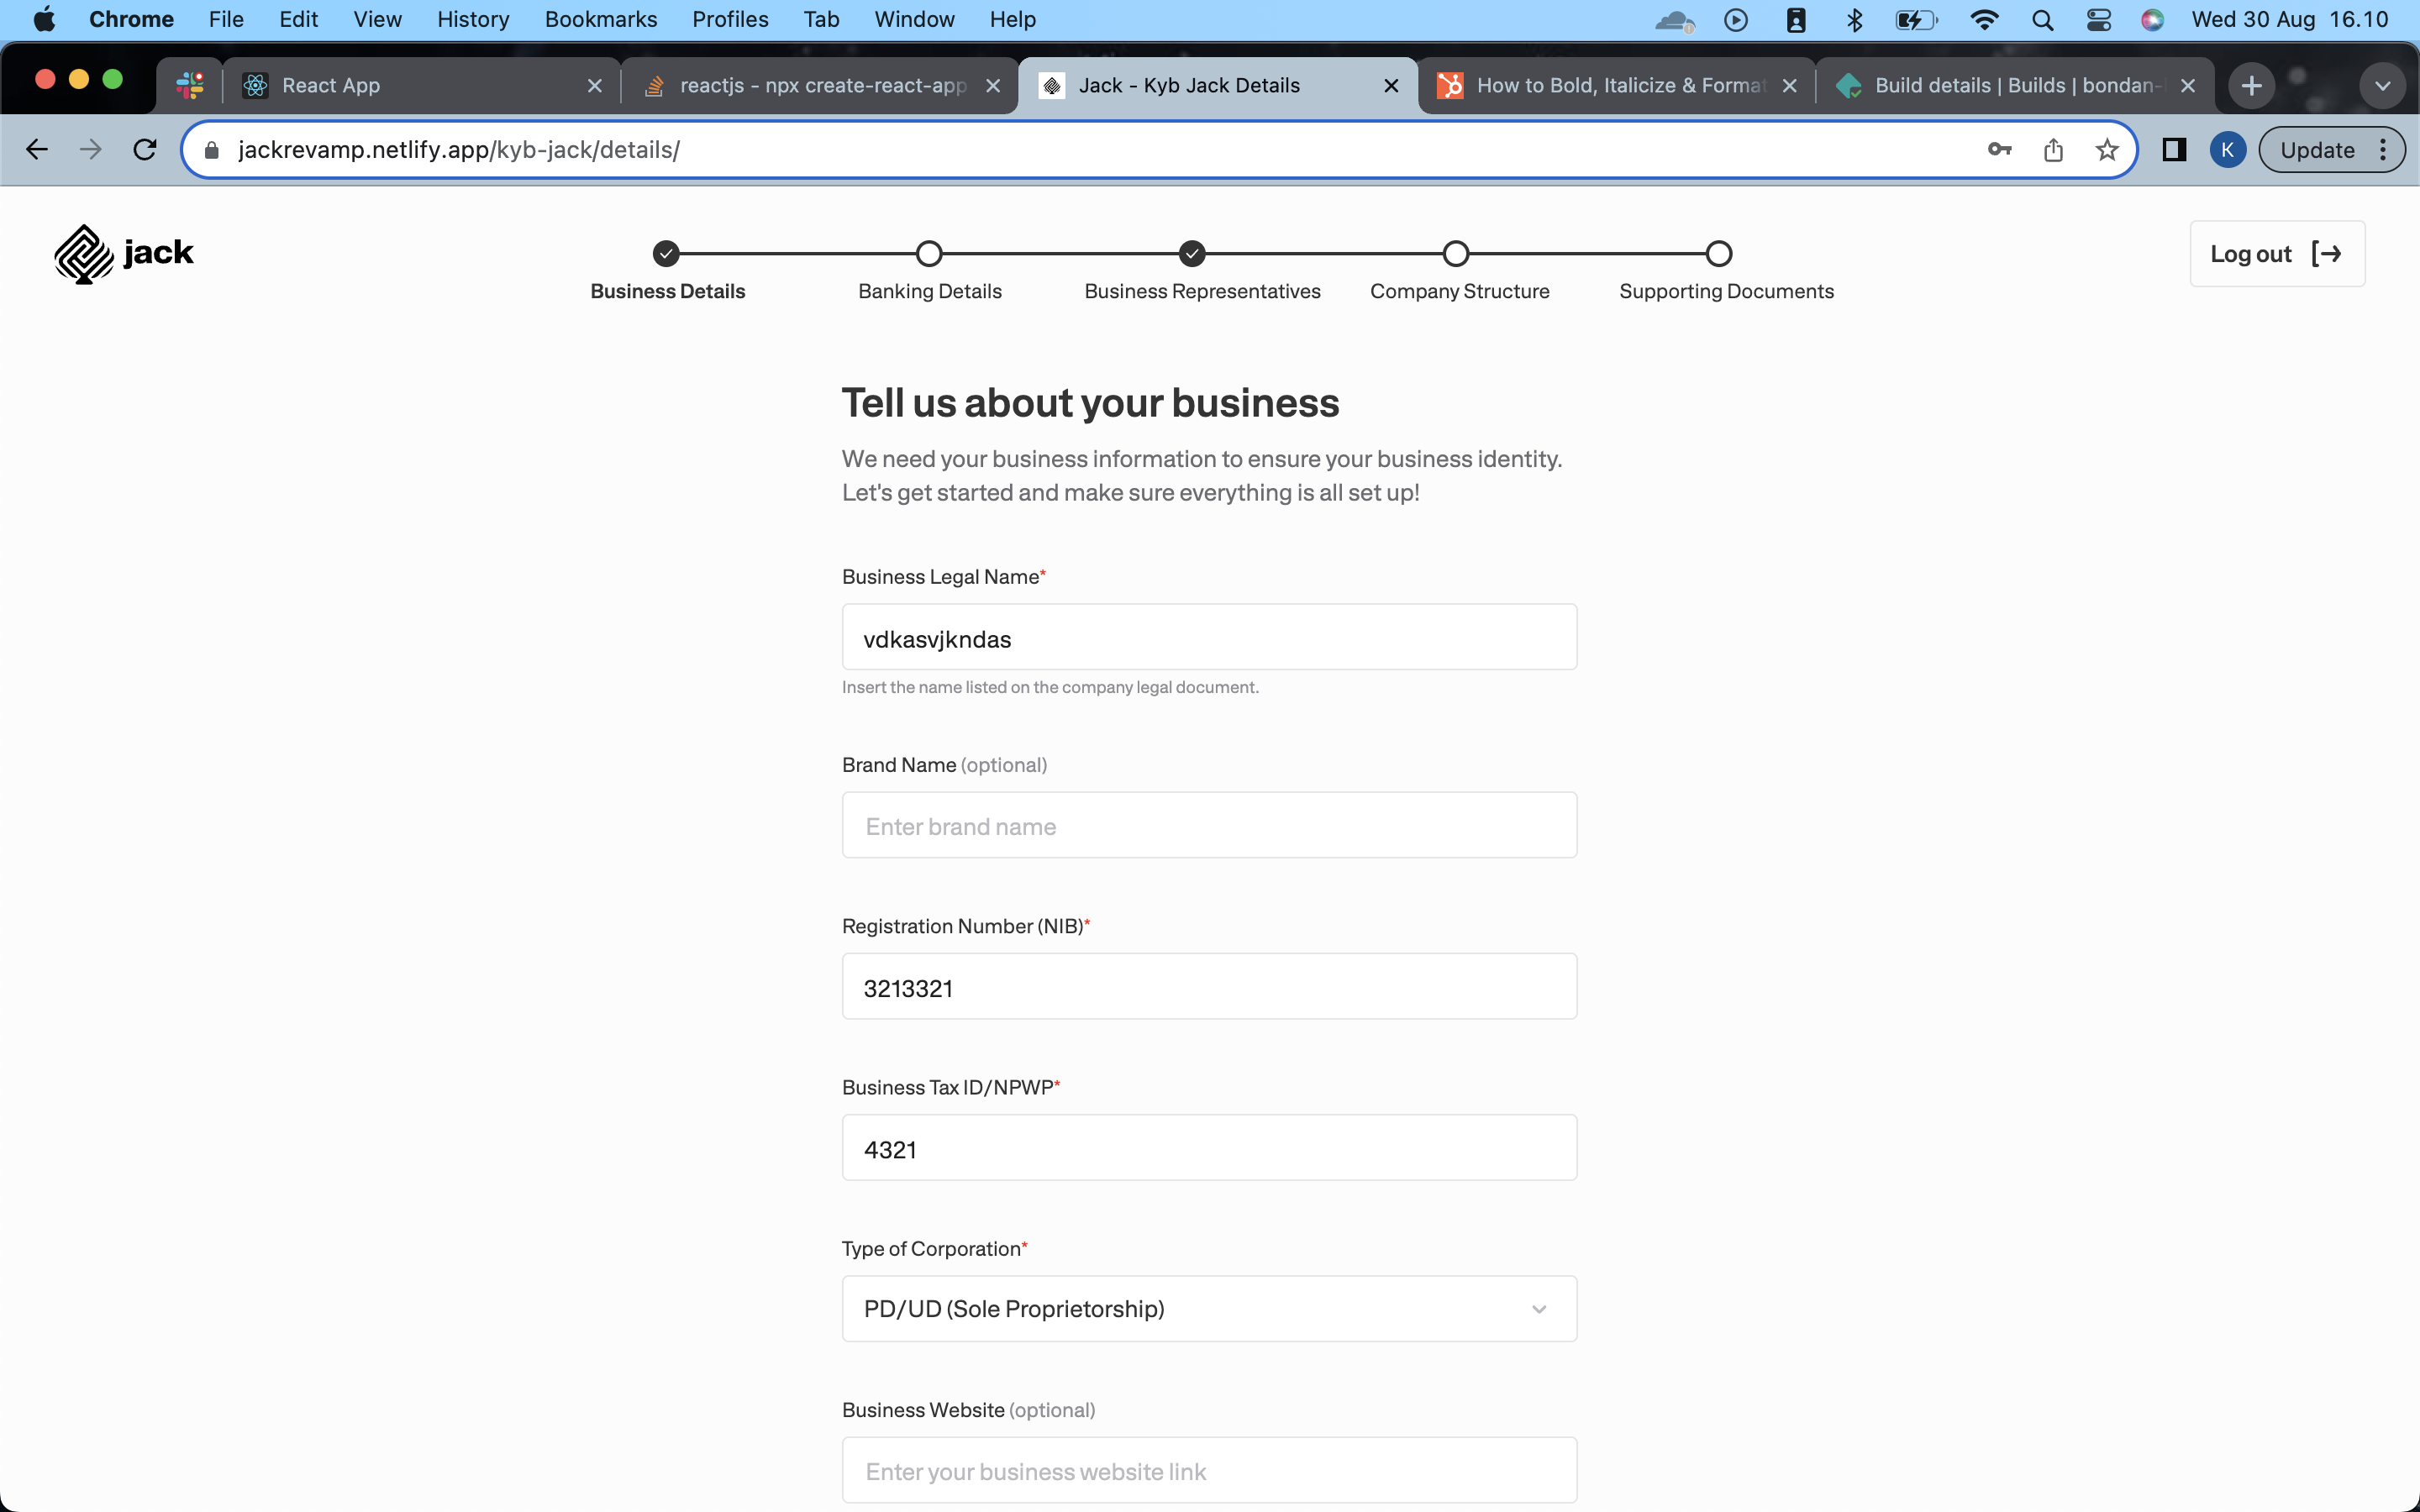 Chrome File Edit View History Bookmarks Profiles Tab Window Help Wed 30 Aug 16.10
React App
reactjs - npx create-react-app
Jack - Kyb Jack Details
How to Bold, Italicize & Format
Build details | Builds | bondan-
jackrevamp.netlify.app/kyb-jack/details/
K
Update
jack
Business Details
Banking Details
Business Representatives
Company Structure
Supporting Documents
Log out
Tell us about your business
We need your business information to ensure your business identity.
Let's get started and make sure everything is all set up!
Business Legal Name*
vdkasvjkndas
Insert the name listed on the company legal document.
Brand Name (optional)
Enter brand name
Registration Number (NIB)*
3213321
Business Tax ID/NPWP*
4321
Type of Corporation*
PD/UD (Sole Proprietorship)
Business Website (optional)
Enter your business website link